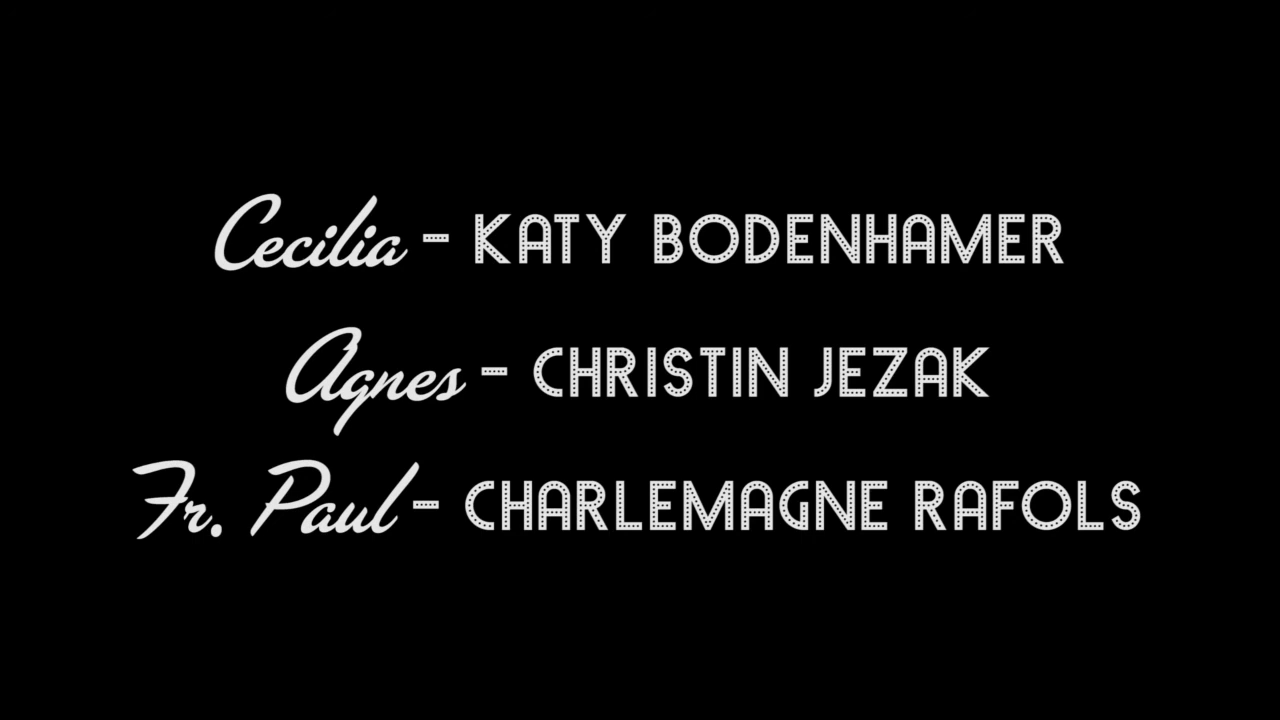 Cecilia - KATY BODENHAMER
Agnes - CHRISTIN JEZAK
Fr. Paul - CHARLEMAGNE RAFOLS